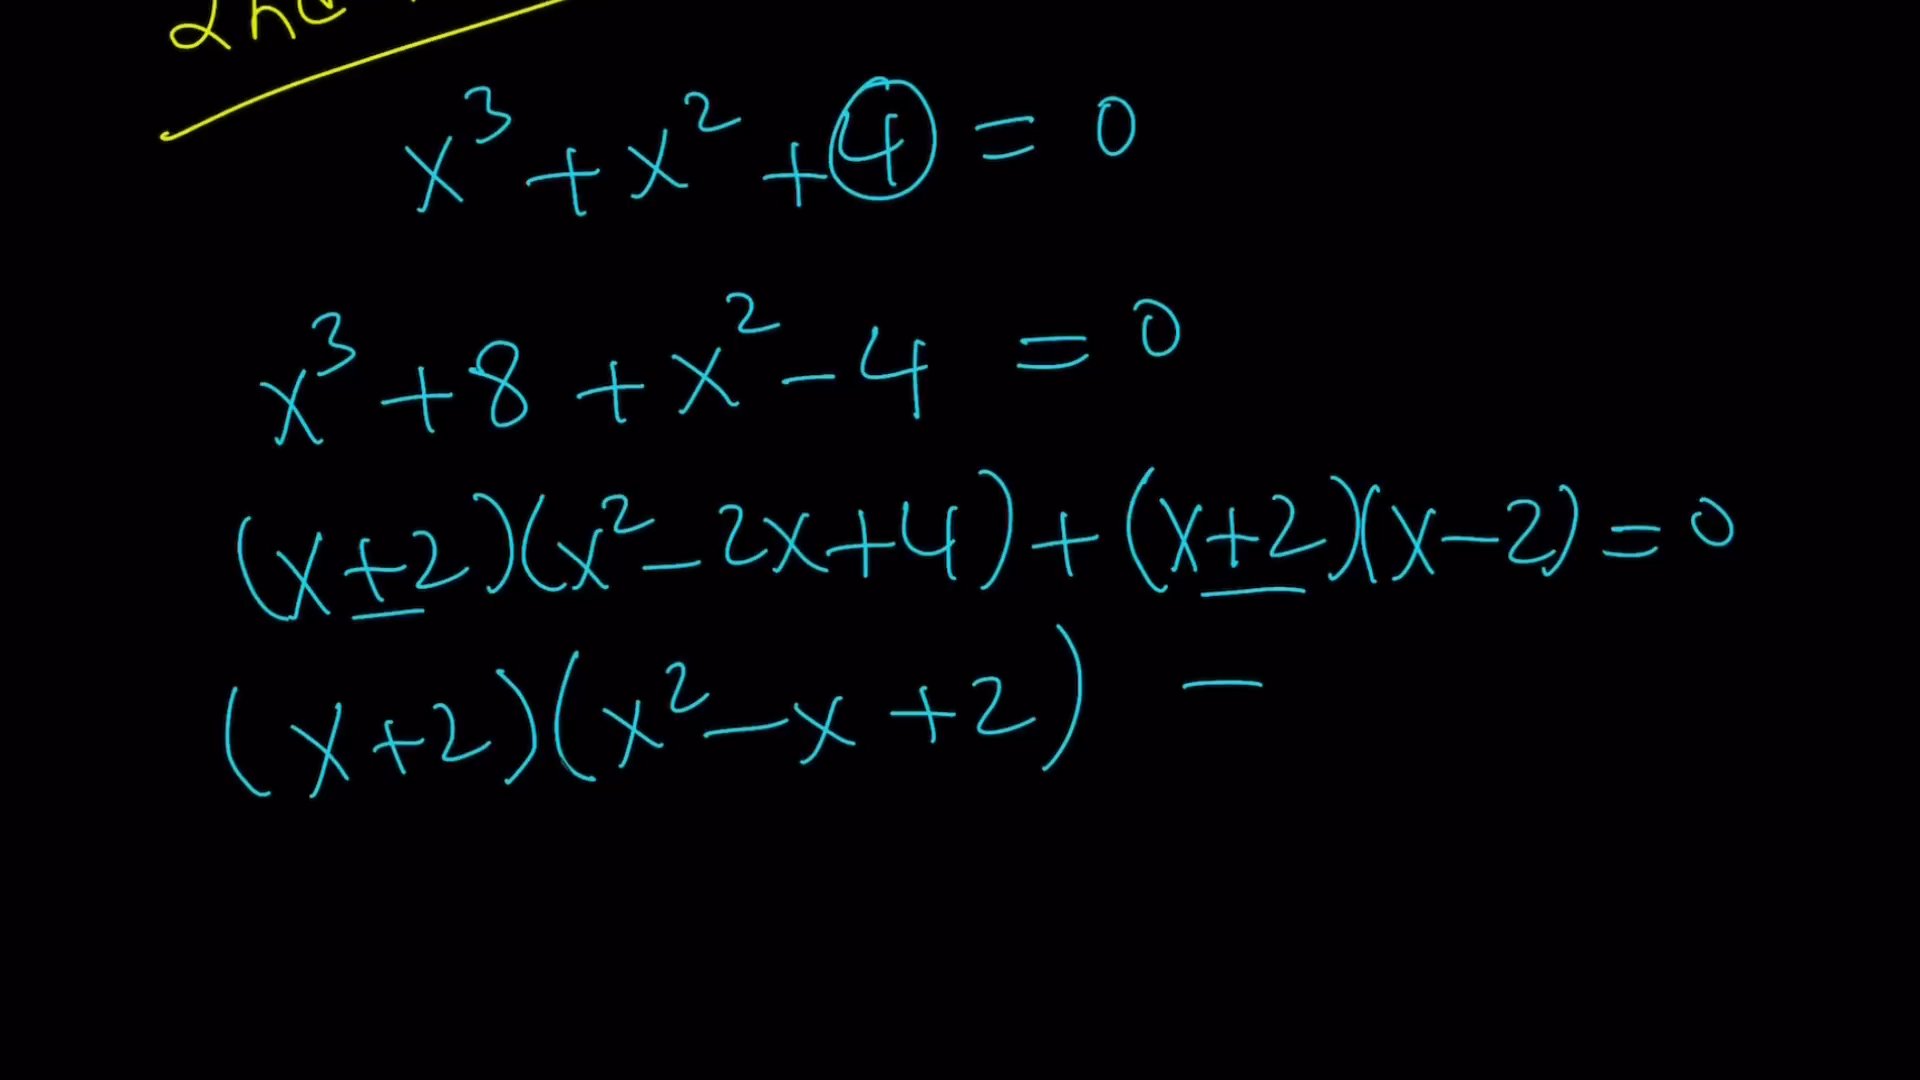 x³ + x² + 4 = 0
x³ + 8 + x² - 4 = 0
(x+2)(x² - 2x + 4) + (x+2)(x-2) = 0
(x+2)(x² - x + 2) -